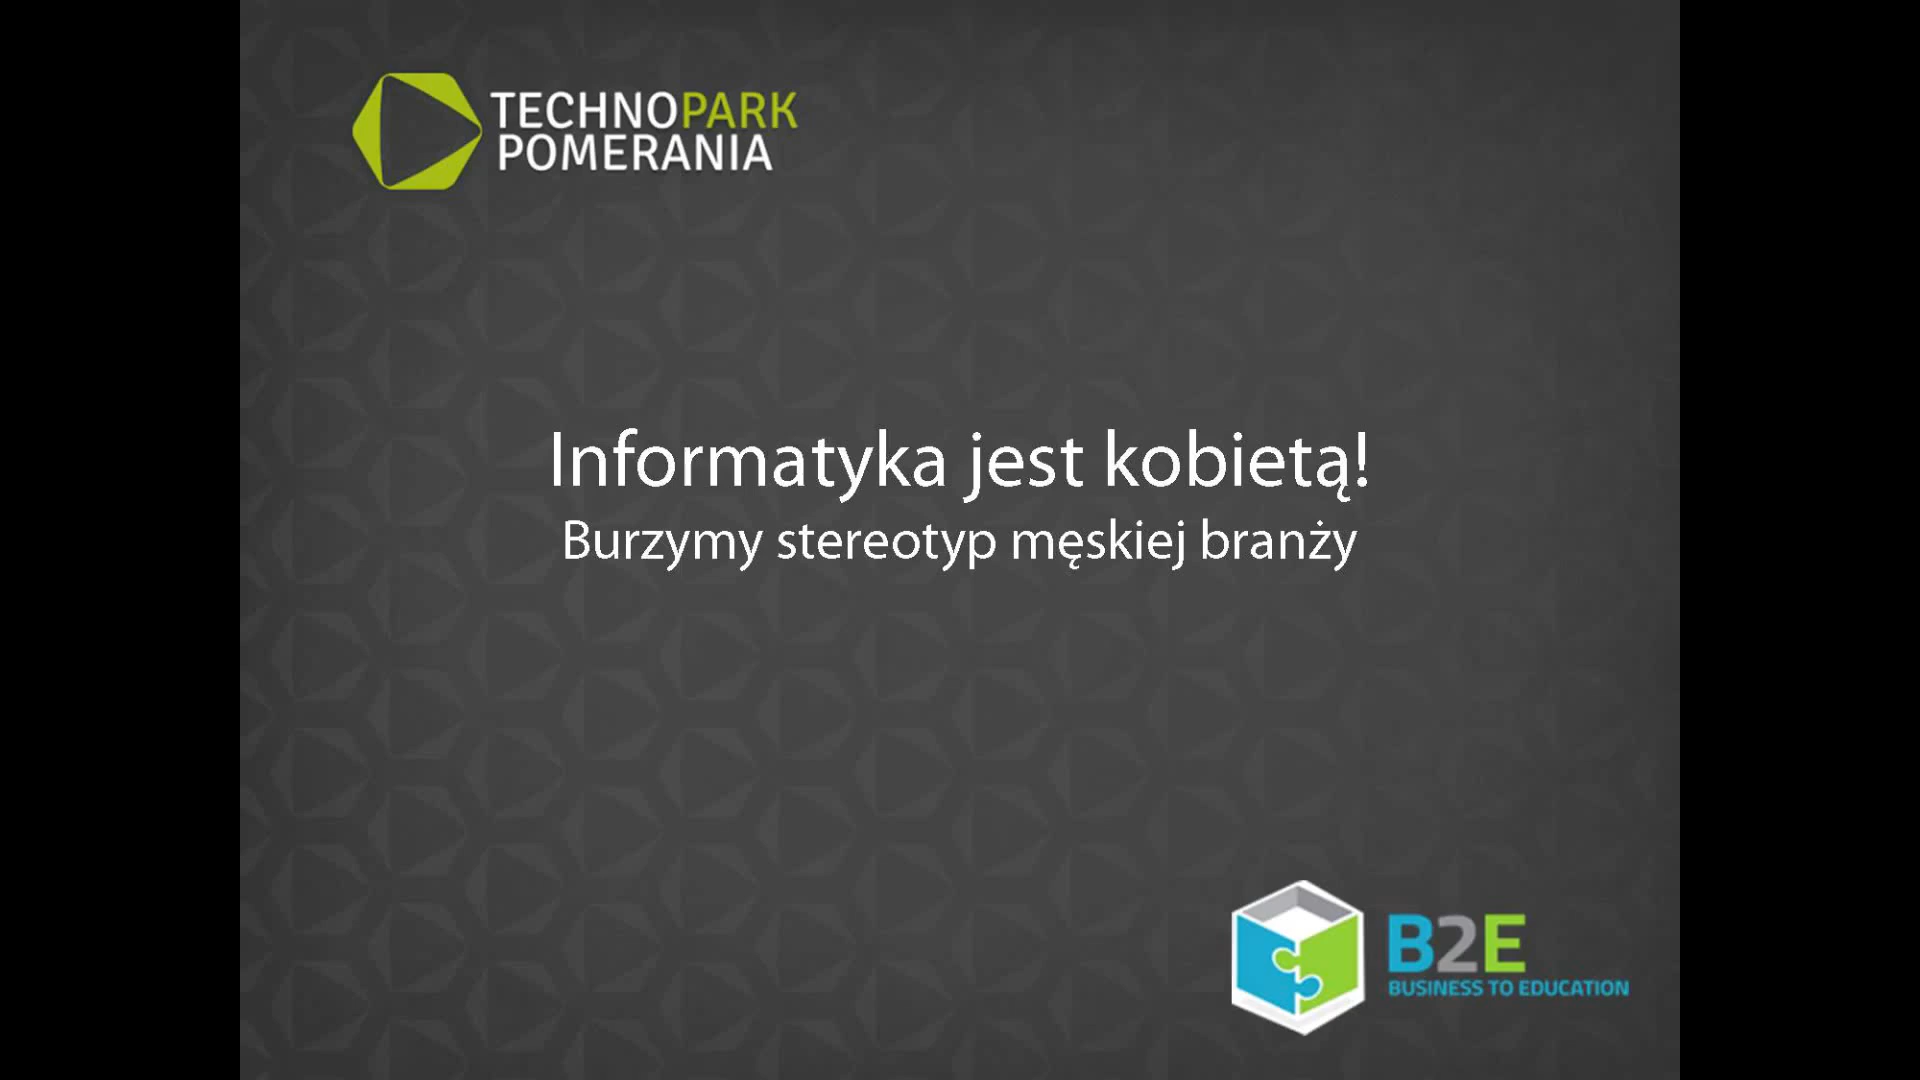 TECHNOPARK
POMERANIA
Informatyka jest kobietą!
Burzymy stereotyp męskiej branży
B2E
BUSINESS TO EDUCATION